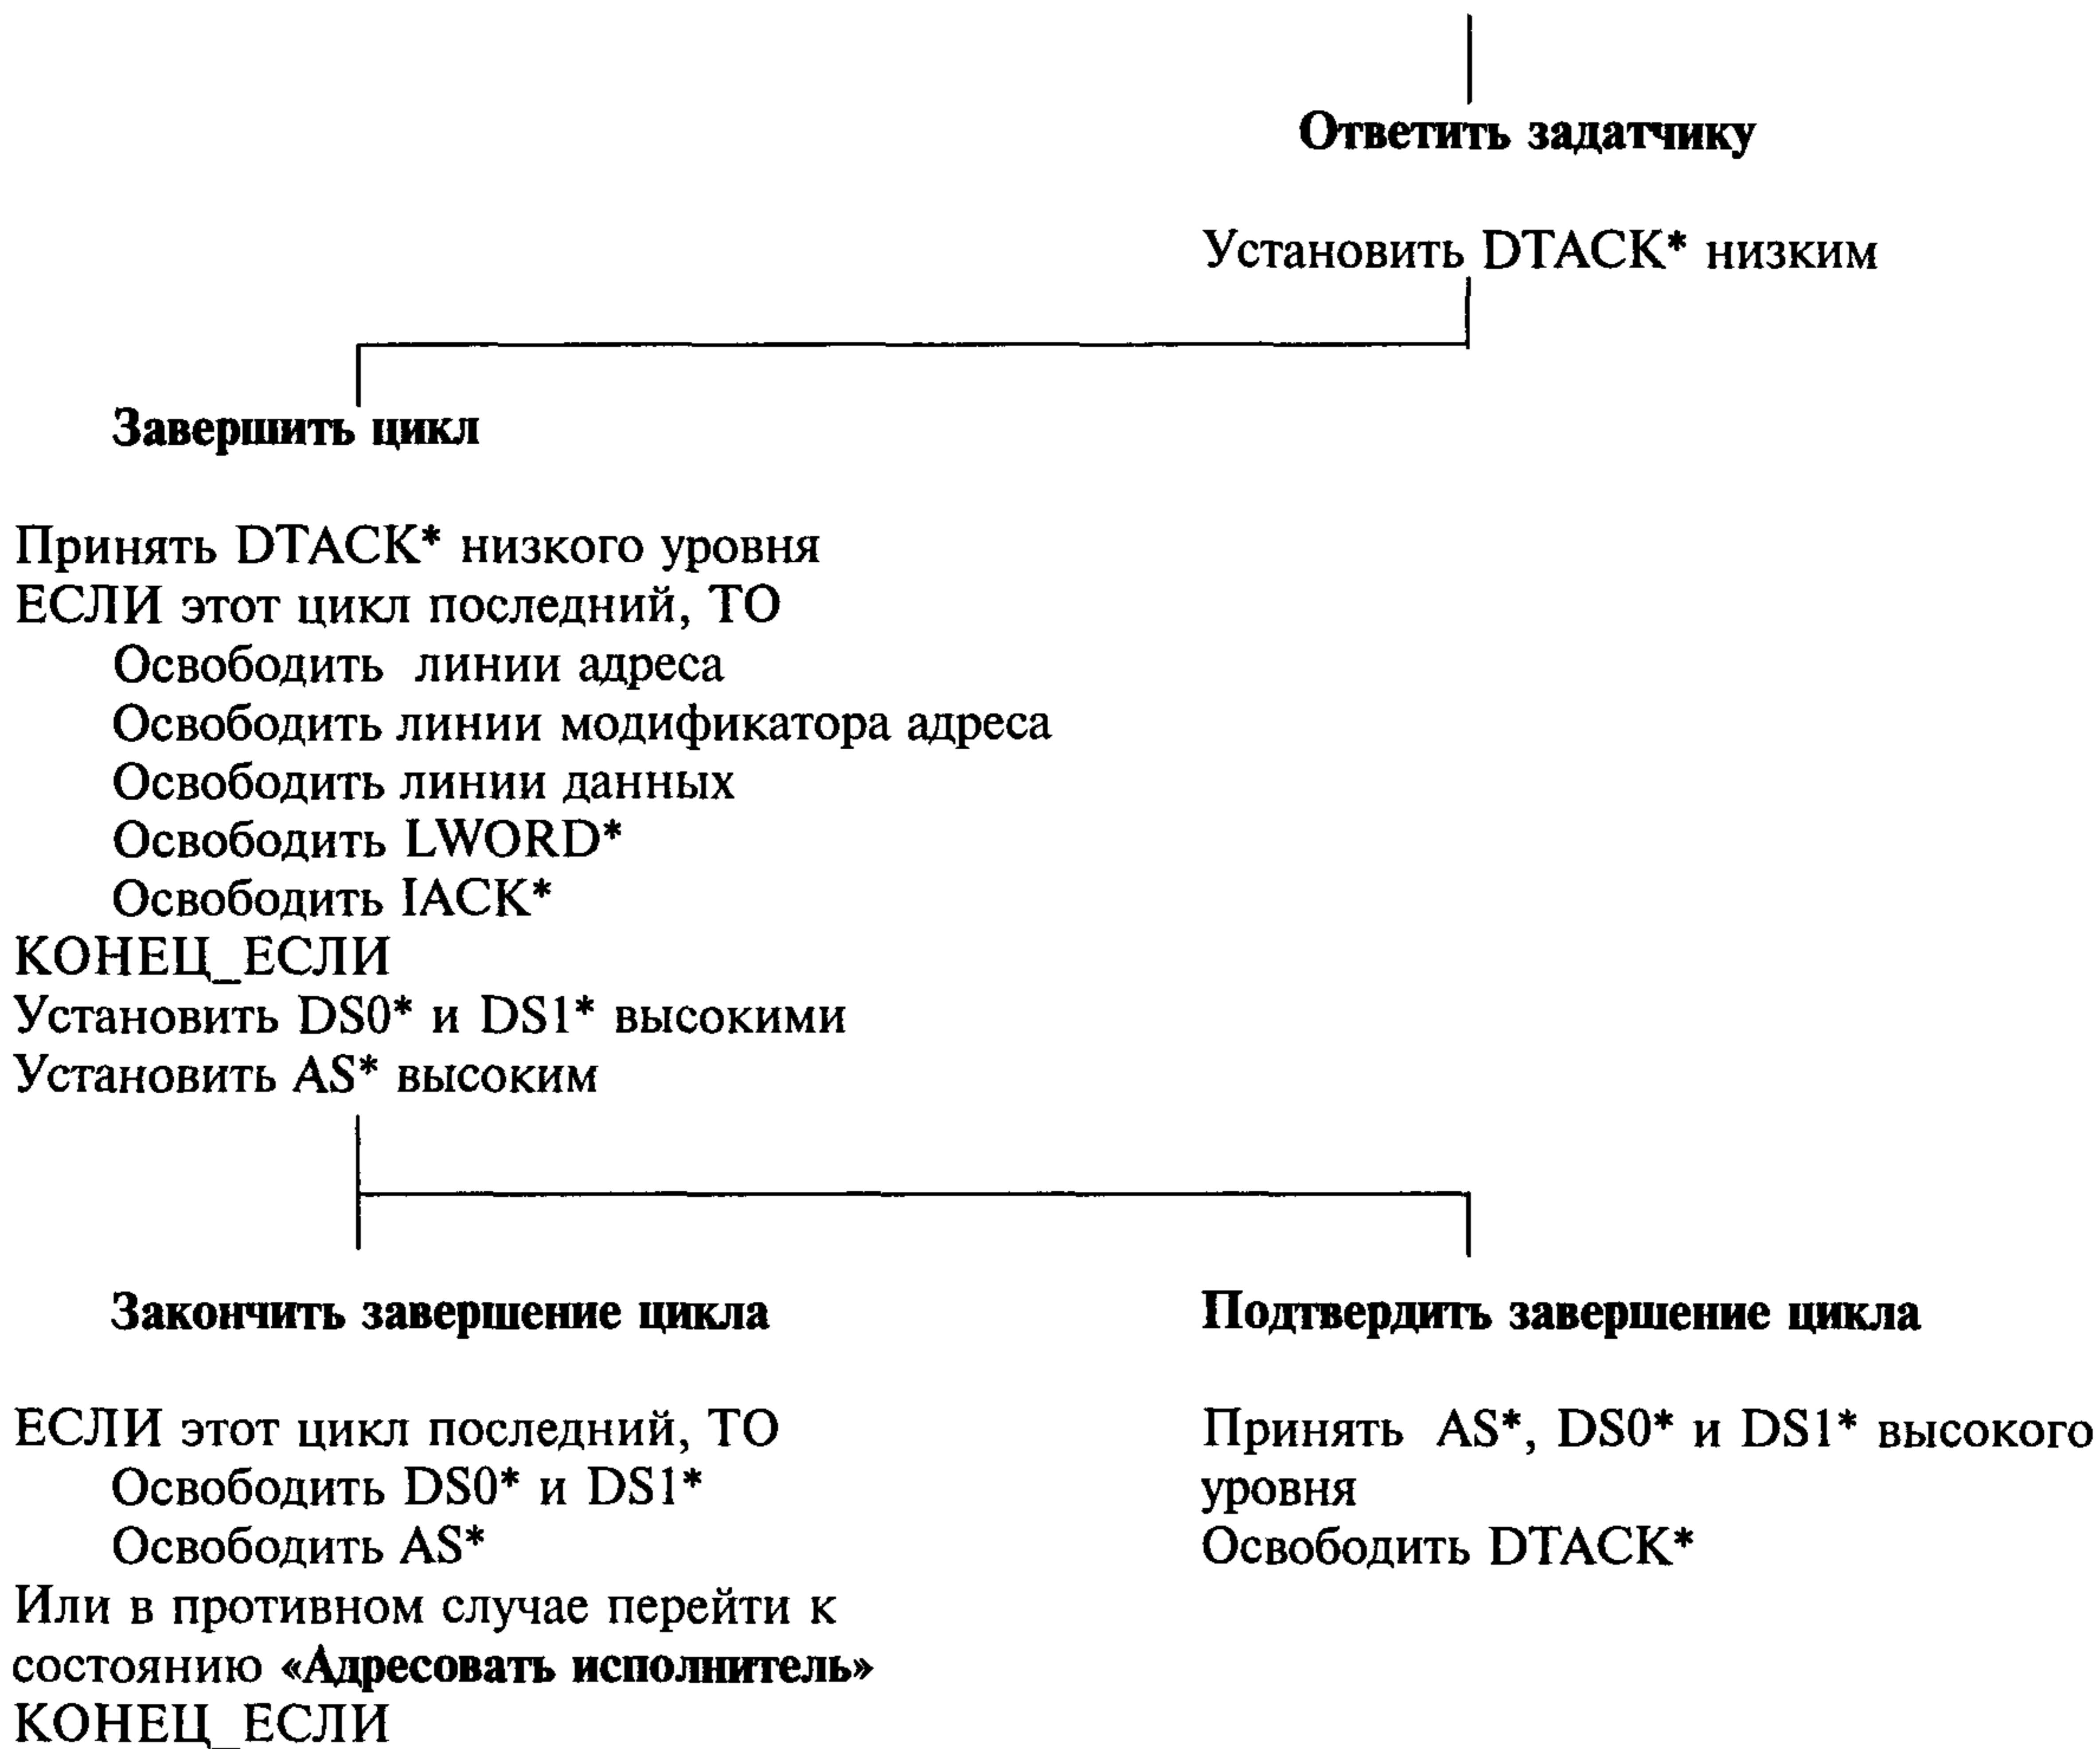 Ответить задатчику
Установить DTACK* низким
Завершить цикл
Принять DTACK* низкого уровня
ЕСЛИ этот цикл последний, ТО
Освободить линии адреса
Освободить линии модификатора адреса
Освободить линии данных
Освободить LWORD*
Освободить IACK*
КОНЕЦ_ЕСЛИ
Установить DS0* и DS1* высокими
Установить AS* высоким
Закончить завершение цикла
ЕСЛИ этот цикл последний, ТО
Освободить DS0* и DS1*
Освободить AS*
Или в противном случае перейти к
состоянию «Адресовать исполнитель»
КОНЕЦ_ЕСЛИ
Подтвердить завершение цикла
Принять AS*, DS0* и DS1* высокого
уровня
Освободить DTACK*